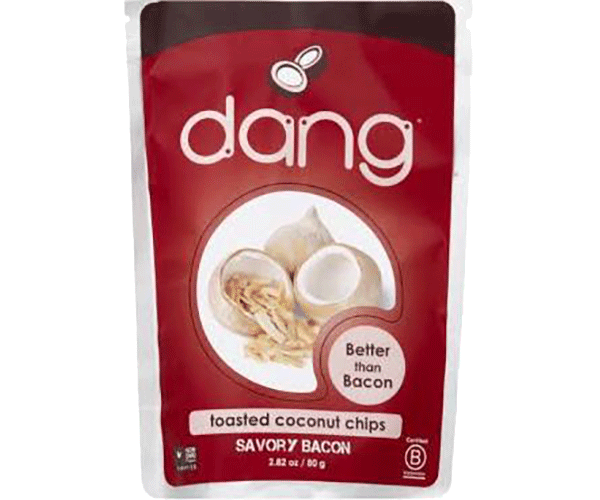 dang
Better
than
Bacon
toasted coconut chips
SAVORY BACON
2.82 oz / 80 g
Certified
B